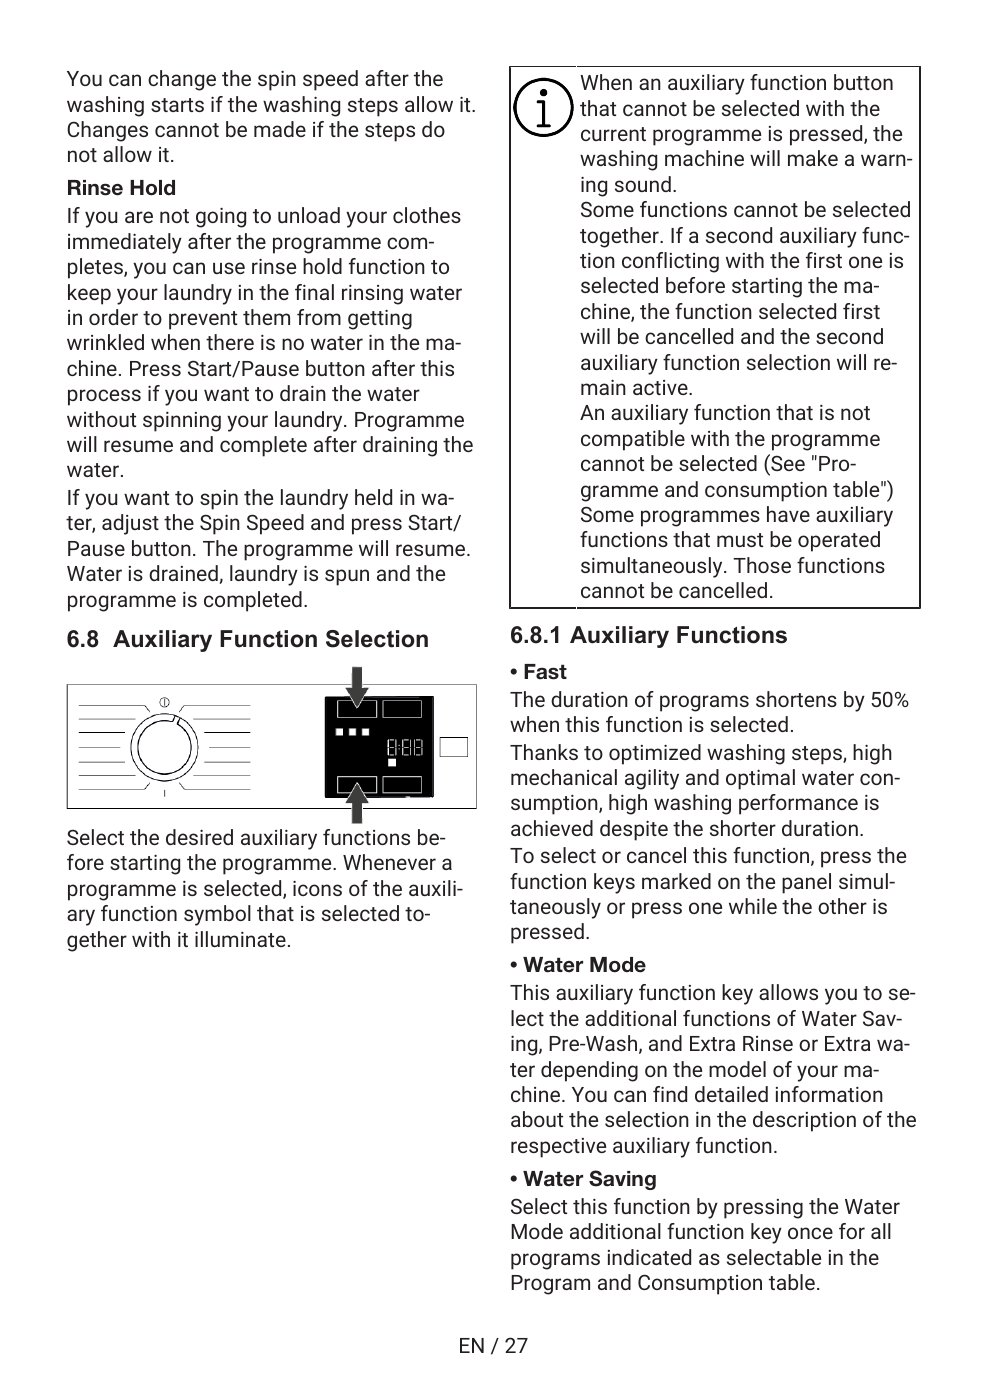 You can change the spin speed after the
washing starts if the washing steps allow it.
Changes cannot be made if the steps do
not allow it.
Rinse Hold
If you are not going to unload your clothes
immediately after the programme com-
pletes, you can use rinse hold function to
keep your laundry in the final rinsing water
in order to prevent them from getting
wrinkled when there is no water in the ma-
chine. Press Start/Pause button after this
process if you want to drain the water
without spinning your laundry. Programme
will resume and complete after draining the
water.
If you want to spin the laundry held in wa-
ter, adjust the Spin Speed and press Start/
Pause button. The programme will resume.
Water is drained, laundry is spun and the
programme is completed.
6.8 Auxiliary Function Selection
Select the desired auxiliary functions be-
fore starting the programme. Whenever a
programme is selected, icons of the auxili-
ary function symbol that is selected to-
gether with it illuminate.
When an auxiliary function button
that cannot be selected with the
current programme is pressed, the
washing machine will make a warn-
ing sound.
Some functions cannot be selected
together. If a second auxiliary func-
tion conflicting with the first one is
selected before starting the ma-
chine, the function selected first
will be cancelled and the second
auxiliary function selection will re-
main active.
An auxiliary function that is not
compatible with the programme
cannot be selected (See "Pro-
gramme and consumption table")
Some programmes have auxiliary
functions that must be operated
simultaneously. Those functions
cannot be cancelled.
6.8.1 Auxiliary Functions
• Fast
The duration of programs shortens by 50%
when this function is selected.
Thanks to optimized washing steps, high
mechanical agility and optimal water con-
sumption, high washing performance is
achieved despite the shorter duration.
To select or cancel this function, press the
function keys marked on the panel simul-
taneously or press one while the other is
pressed.
• Water Mode
This auxiliary function key allows you to se-
lect the additional functions of Water Sav-
ing, Pre-Wash, and Extra Rinse or Extra wa-
ter depending on the model of your ma-
chine. You can find detailed information
about the selection in the description of the
respective auxiliary function.
• Water Saving
Select this function by pressing the Water
Mode additional function key once for all
programs indicated as selectable in the
Program and Consumption table.
EN / 27